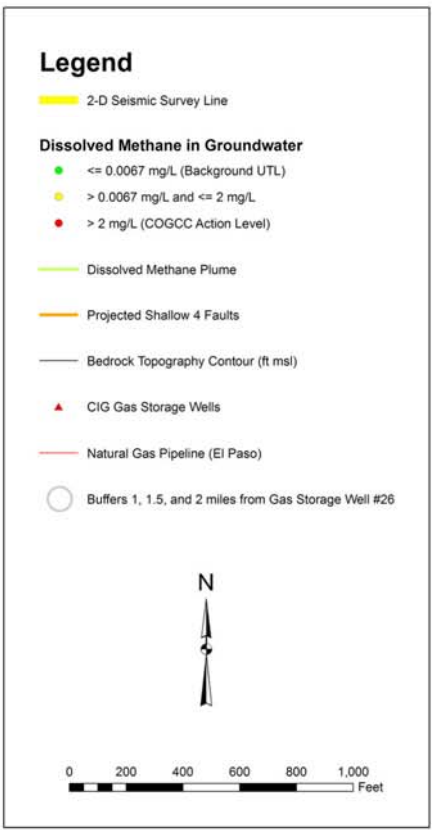 Legend
2-D Seismic Survey Line
Dissolved Methane in Groundwater
<= 0.0067 mg/L (Background UTL)
> 0.0067 mg/L and <= 2 mg/L
> 2 mg/L (COGCC Action Level)
Dissolved Methane Plume
Projected Shallow 4 Faults
Bedrock Topography Contour (ft msl)
CIG Gas Storage Wells
Natural Gas Pipeline (El Paso)
Buffers 1, 1.5, and 2 miles from Gas Storage Well #26
N
0 200 400 600 800 1,000
Feet